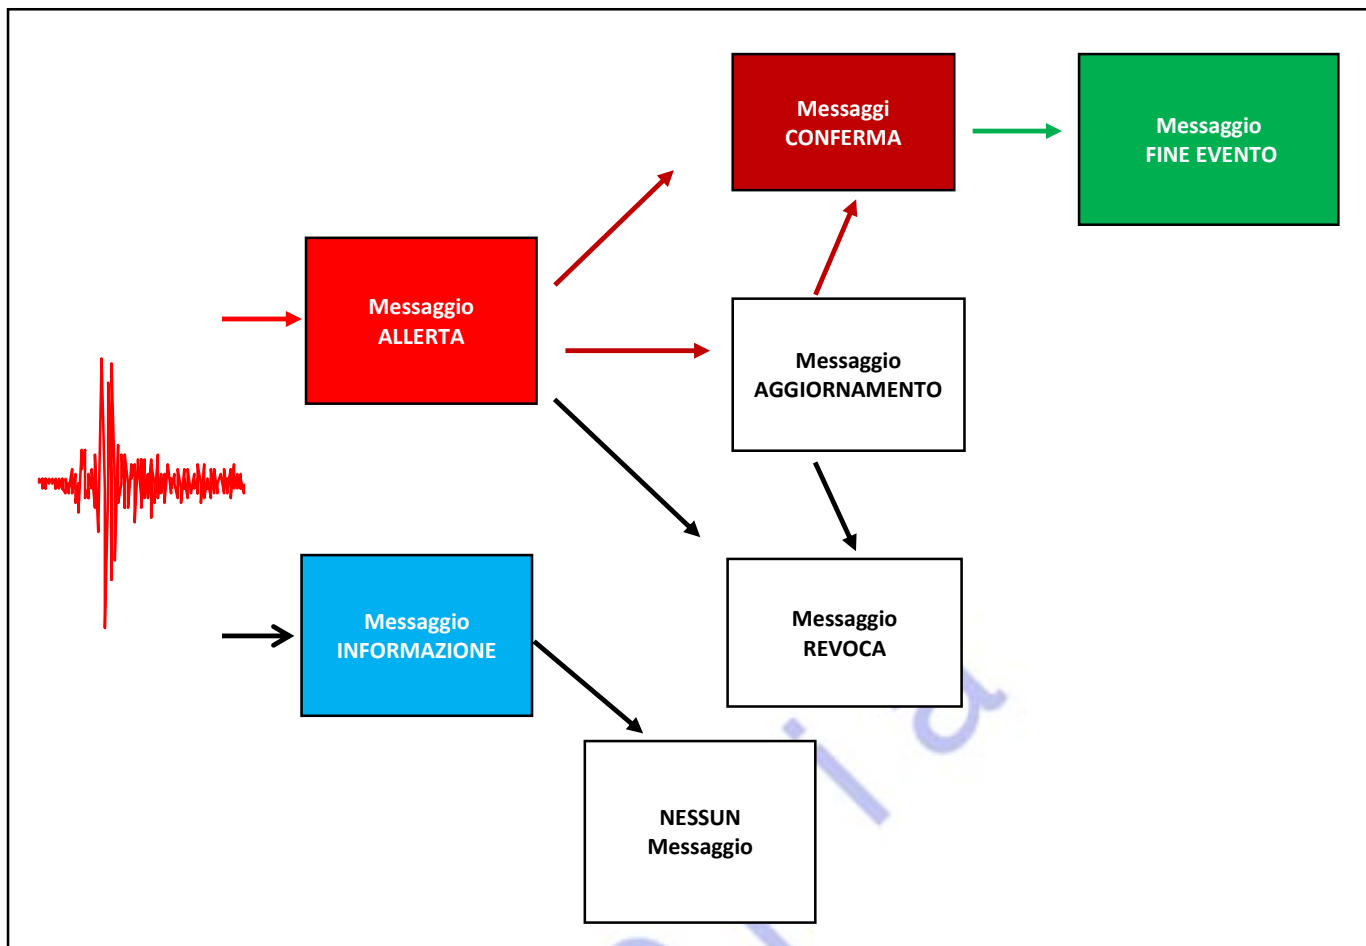 Messaggi
CONFERMA
Messaggio
FINE EVENTO
Messaggio
ALLERTA
Messaggio
AGGIORNAMENTO
Messaggio
INFORMAZIONE
Messaggio
REVOCA
NESSUN
Messaggio